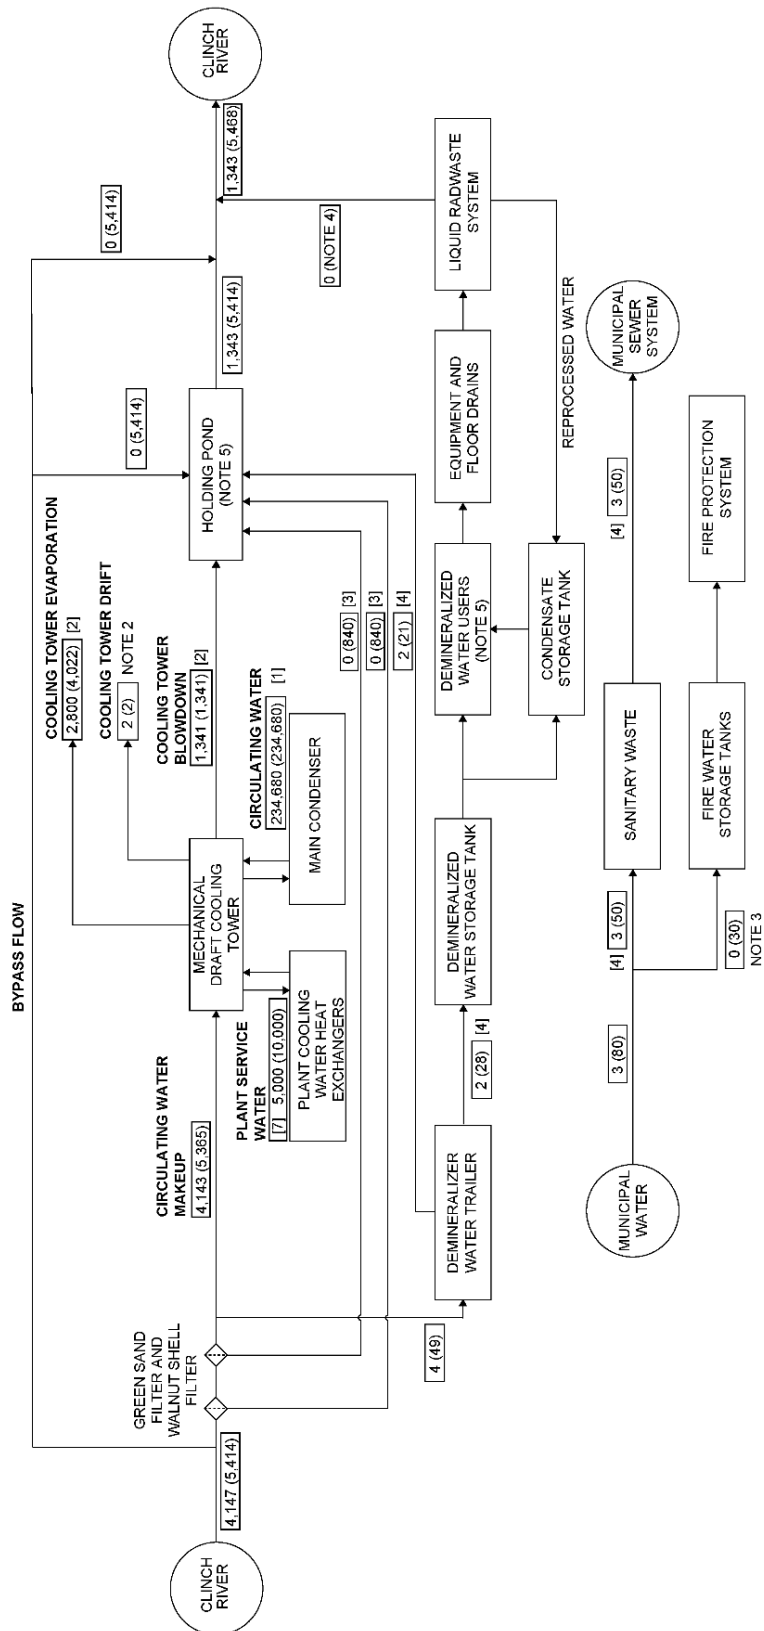 BYPASS FLOW
CLINCH
RIVER
4,147 (5,414)
GREEN SAND
FILTER AND
WALNUT SHELL
FILTER
CIRCULATING WATER
MAKEUP
4,143 (5,365)
PLANT SERVICE
WATER
[7] 5,000 (10,000)
PLANT COOLING
WATER HEAT
EXCHANGERS
MECHANICAL
DRAFT COOLING
TOWER
COOLING TOWER EVAPORATION
2,800 (4,022) [2]
COOLING TOWER DRIFT
2 (2) NOTE 2
COOLING TOWER
BLOWDOWN
1,341 (1,341) [2]
CIRCULATING WATER
234,680 (234,680) [1]
MAIN CONDENSER
0 (5,414)
HOLDING POND
(NOTE 5)
0 (840) [3]
0 (840) [3]
2 (21) [4]
0 (5,414)
1,343 (5,414)
1,343 (5,468)
CLINCH
RIVER
0 (NOTE 4)
4 (49)
DEMINERALIZER
WATER TRAILER
2 (28) [4]
DEMINERALIZED
WATER STORAGE TANK
DEMINERALIZED
WATER USERS
(NOTE 5)
CONDENSATE
STORAGE TANK
EQUIPMENT AND
FLOOR DRAINS
LIQUID RADWASTE
SYSTEM
REPROCESSED WATER
MUNICIPAL
WATER
3 (80)
[4] 3 (50)
SANITARY WASTE
[4] 3 (50)
MUNICIPAL
SEWER
SYSTEM
0 (30)
NOTE 3
FIRE WATER
STORAGE TANKS
FIRE PROTECTION
SYSTEM